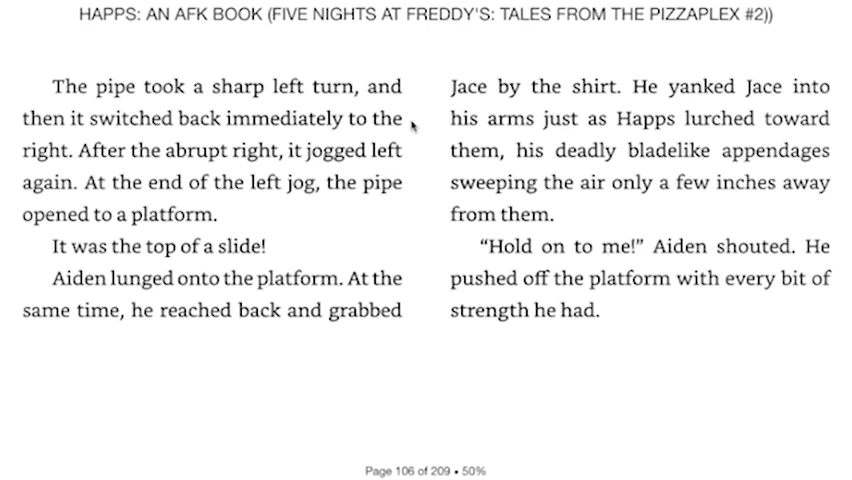 HAPPS: AN AFK BOOK (FIVE NIGHTS AT FREDDY'S: TALES FROM THE PIZZAPLEX #2))
The pipe took a sharp left turn, and
then it switched back immediately to the
right. After the abrupt right, it jogged left
again. At the end of the left jog, the pipe
opened to a platform.
It was the top of a slide!
Aiden lunged onto the platform. At the
same time, he reached back and grabbed
Jace by the shirt. He yanked Jace into
his arms just as Happs lurched toward
them, his deadly bladelike appendages
sweeping the air only a few inches away
from them.
“Hold on to me!” Aiden shouted. He
pushed off the platform with every bit of
strength he had.
Page 106 of 209 • 50%